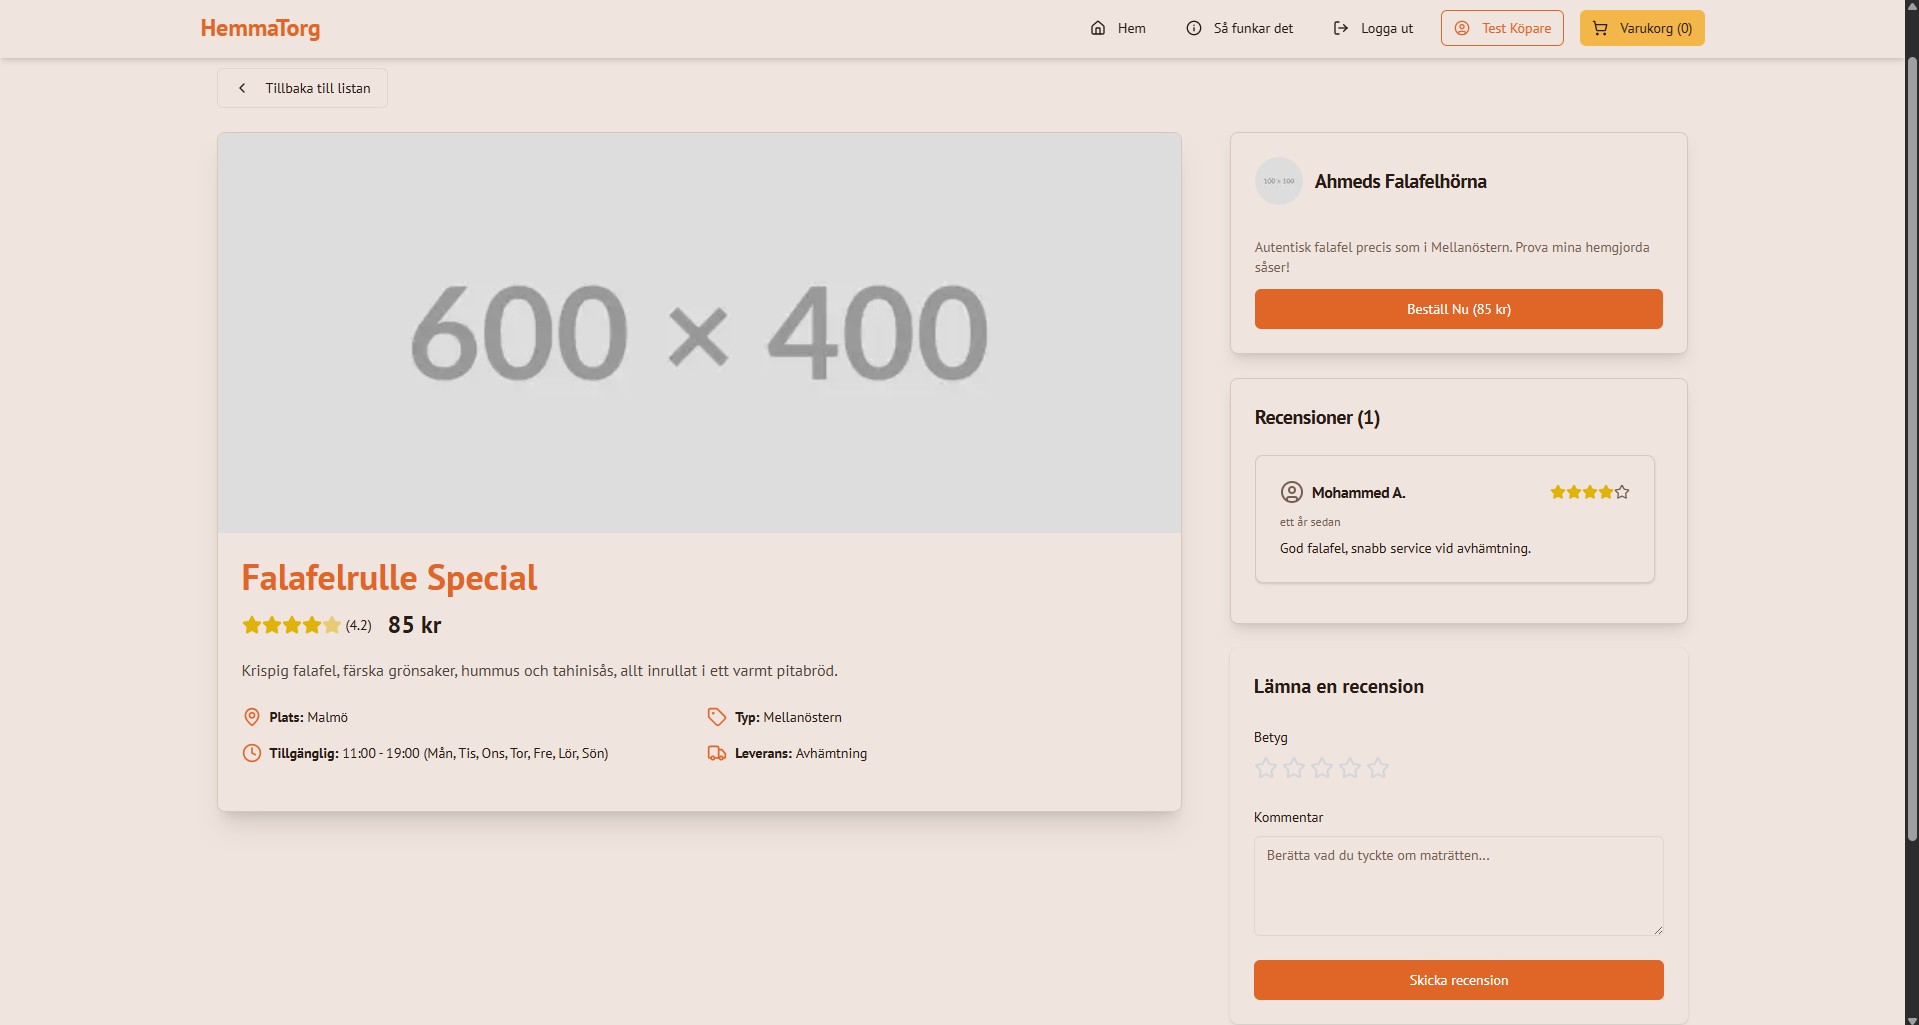 HemmaTorg
Hem
Så funkar det
Logga ut
Test Köpare
Varukorg (0)
Tillbaka till listan
600 × 400
Falafelrulle Special
(4.2) 85 kr
Krispig falafel, färska grönsaker, hummus och tahinisås, allt inrullat i ett varmt pitabröd.
Plats: Malmö
Typ: Mellanöstern
Tillgänglig: 11:00 - 19:00 (Mån, Tis, Ons, Tor, Fre, Lör, Sön)
Leverans: Avhämtning
100 × 100
Ahmeds Falafelhörna
Autentisk falafel precis som i Mellanöstern. Prova mina hemgjorda
såser!
Beställ Nu (85 kr)
Recensioner (1)
Mohammed A.
ett år sedan
God falafel, snabb service vid avhämtning.
Lämna en recension
Betyg
Kommentar
Berätta vad du tyckte om maträtten...
Skicka recension